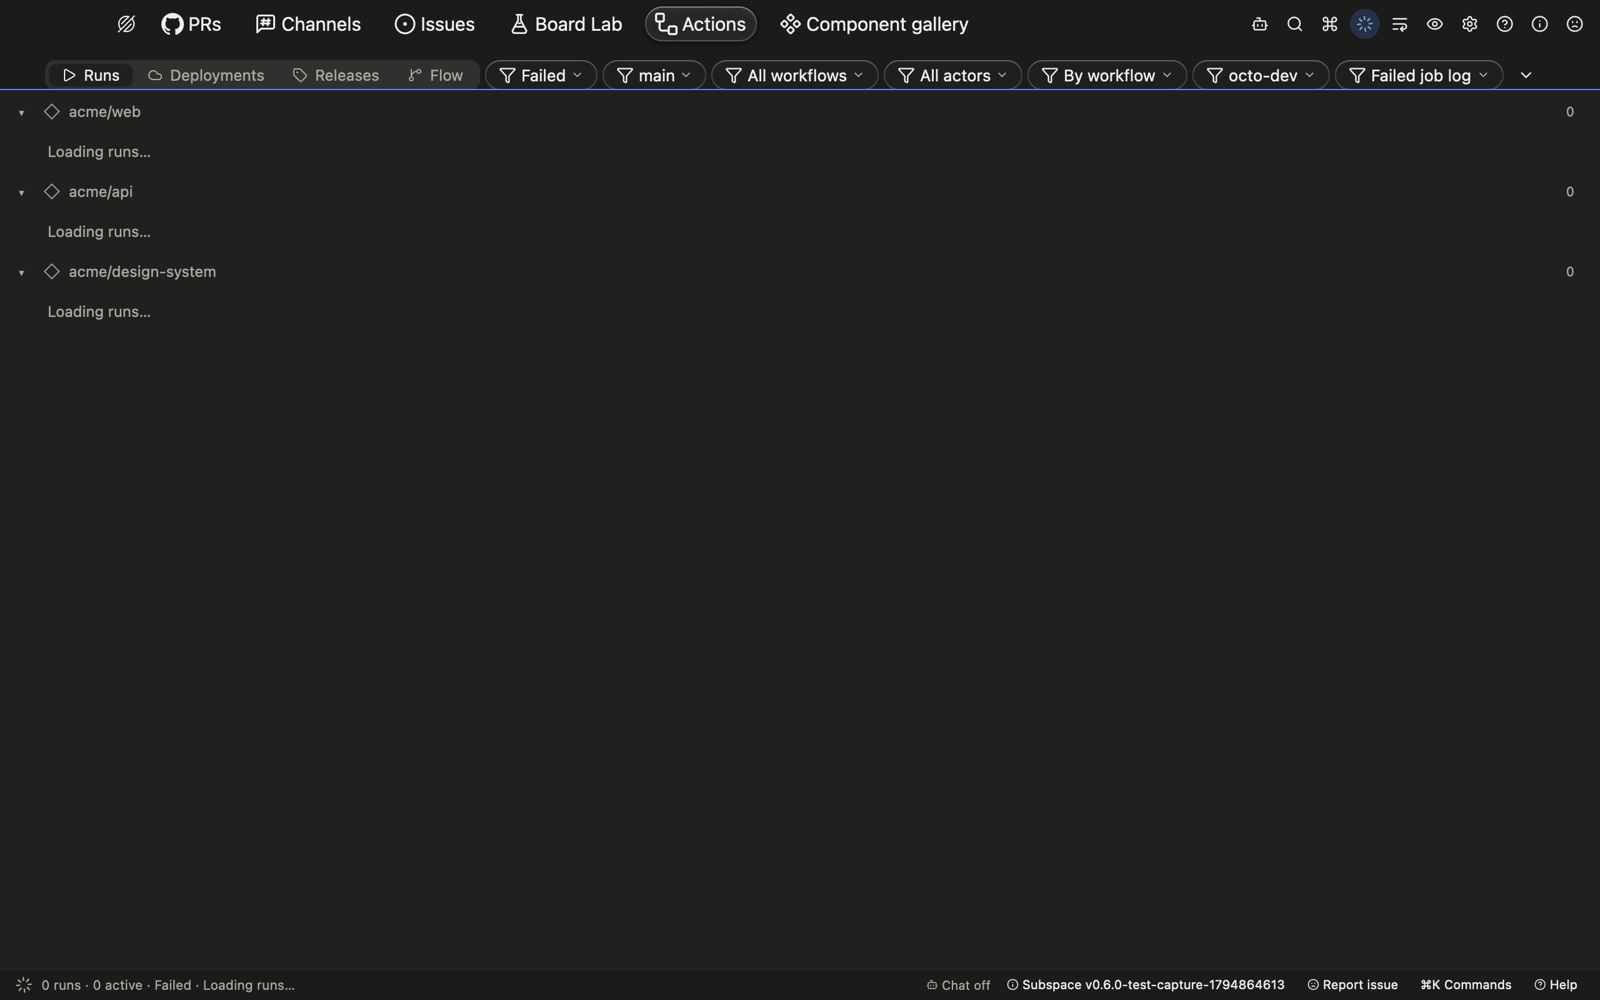 PRs Channels Issues Board Lab Actions Component gallery
Runs Deployments Releases Flow Failed main All workflows All actors By workflow octo-dev Failed job log
acme/web 0
Loading runs...
acme/api 0
Loading runs...
acme/design-system 0
Loading runs...
0 runs · 0 active · Failed · Loading runs... Chat off Subspace v0.6.0-test-capture-1794864613 Report issue ⌘K Commands Help